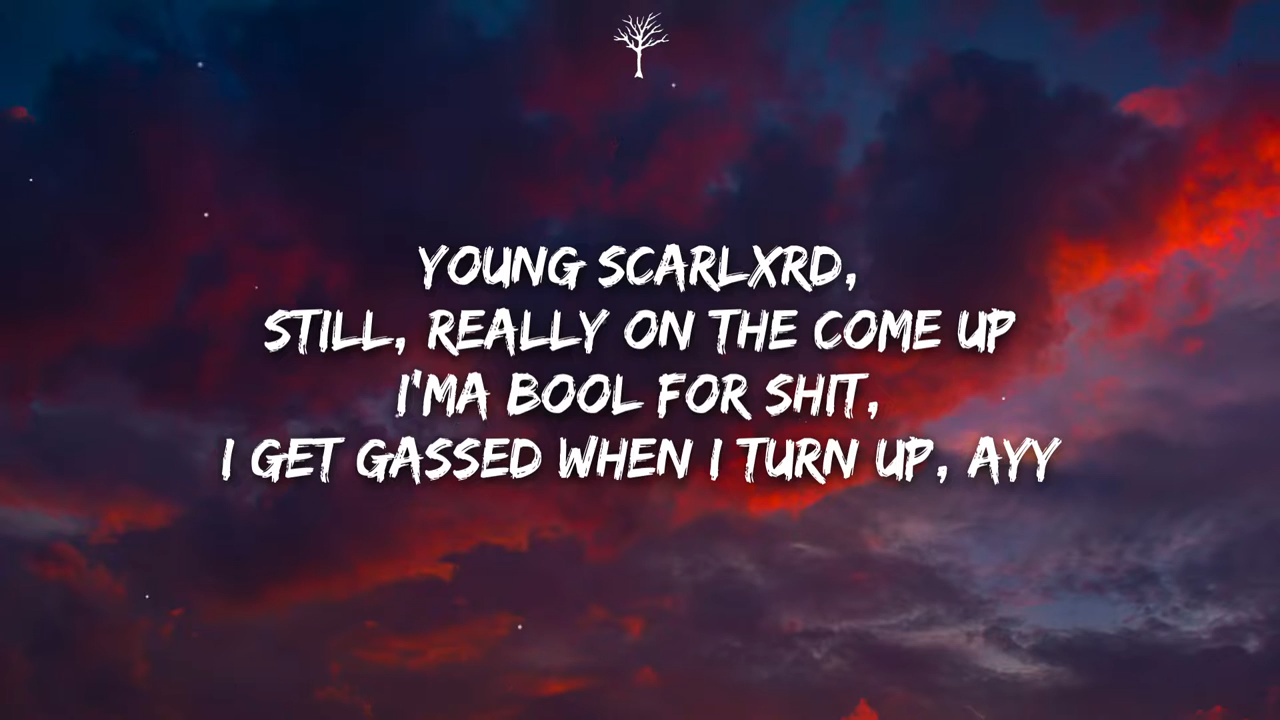 YOUNG SCARLXRD,
STILL, REALLY ON THE COME UP
I'MA BOOL FOR SHIT,
I GET GASSED WHEN I TURN UP, AYY